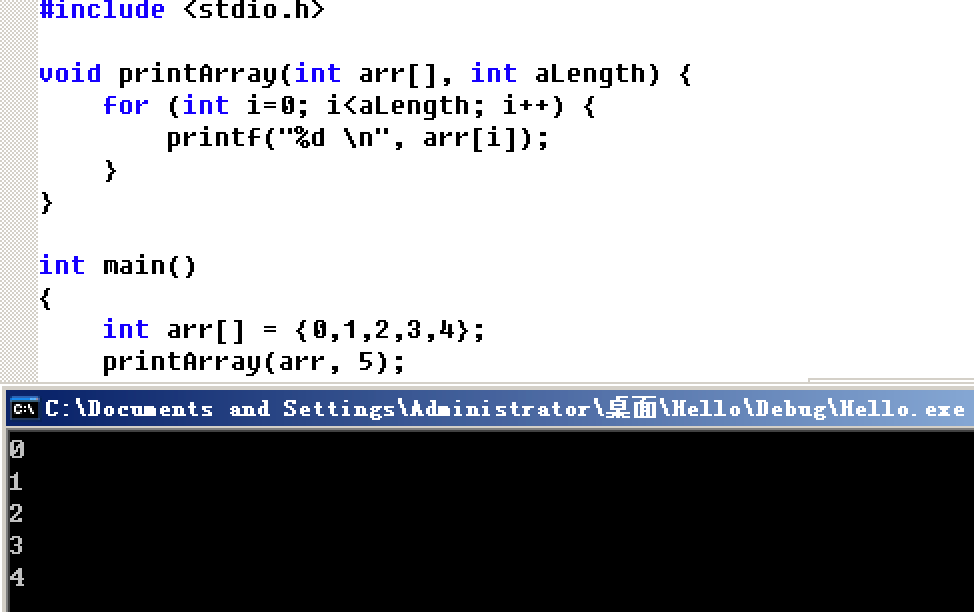 #include <stdio.h>
void printArray(int arr[], int aLength) {
for (int i=0; i<aLength; i++) {
printf("%d \n", arr[i]);
}
}
int main()
{
int arr[] = {0,1,2,3,4};
printArray(arr, 5);
C:\ C:\Documents and Settings\Administrator\桌面\Hello\Debug\Hello.exe
0
1
2
3
4